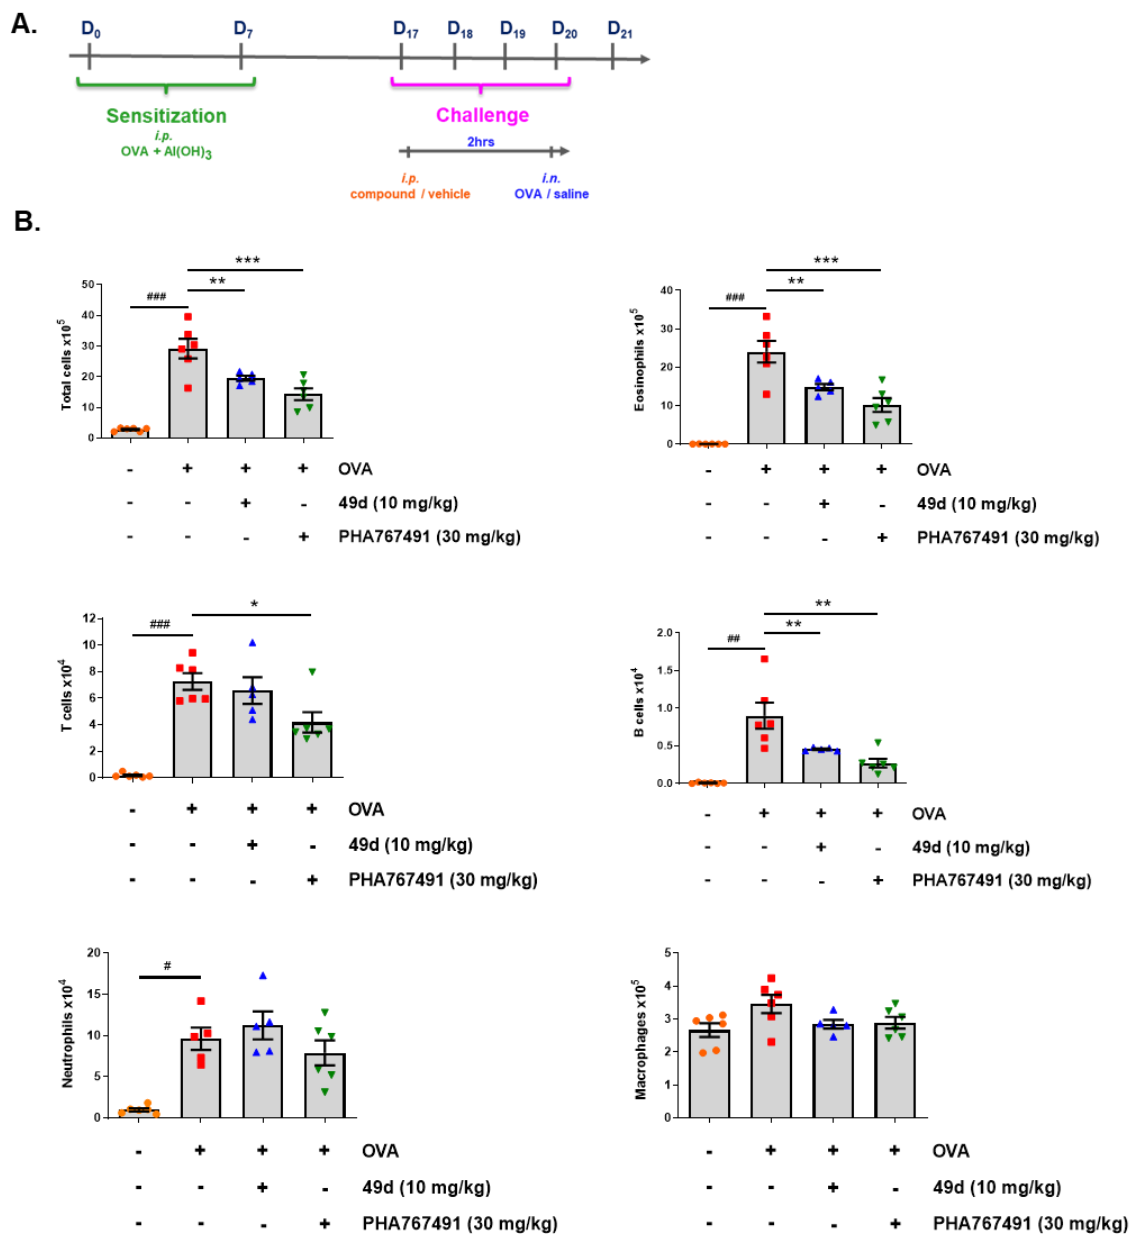 A.
D0 D7 D17 D18 D19 D20 D21
Sensitization
i.p.
OVA + Al(OH)3
Challenge
2hrs
i.p.
compound / vehicle
i.n.
OVA / saline
B.
Total cells x10^5
50
40
30
20
10
0
###
**
***
- + + + OVA
- - + - 49d (10 mg/kg)
- - - + PHA767491 (30 mg/kg)
Eosinophils x10^5
40
30
20
10
0
###
**
***
- + + + OVA
- - + - 49d (10 mg/kg)
- - - + PHA767491 (30 mg/kg)
T cells x10^4
12
10
8
6
4
2
0
###
*
- + + + OVA
- - + - 49d (10 mg/kg)
- - - + PHA767491 (30 mg/kg)
B cells x10^4
2.0
1.5
1.0
0.5
0.0
##
**
**
- + + + OVA
- - + - 49d (10 mg/kg)
- - - + PHA767491 (30 mg/kg)
Neutrophils x10^4
20
15
10
5
0
#
- + + + OVA
- - + - 49d (10 mg/kg)
- - - + PHA767491 (30 mg/kg)
Macrophages x10^5
5
4
3
2
1
0
- + + + OVA
- - + - 49d (10 mg/kg)
- - - + PHA767491 (30 mg/kg)